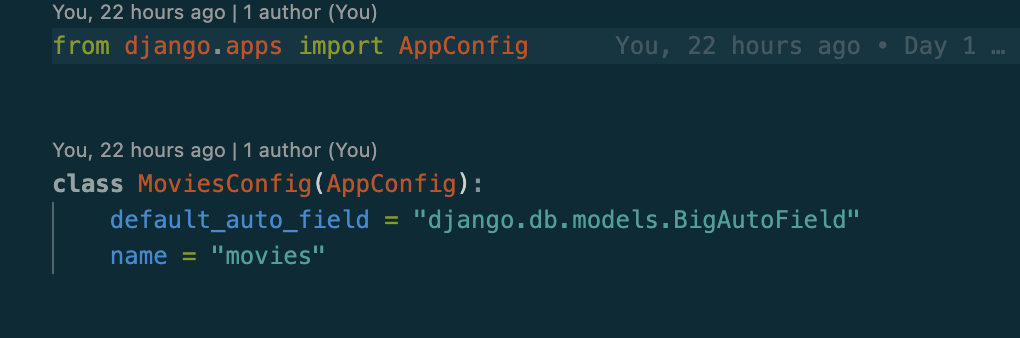 You, 22 hours ago | 1 author (You)
from django.apps import AppConfig You, 22 hours ago • Day 1 …
You, 22 hours ago | 1 author (You)
class MoviesConfig(AppConfig):
    default_auto_field = "django.db.models.BigAutoField"
    name = "movies"